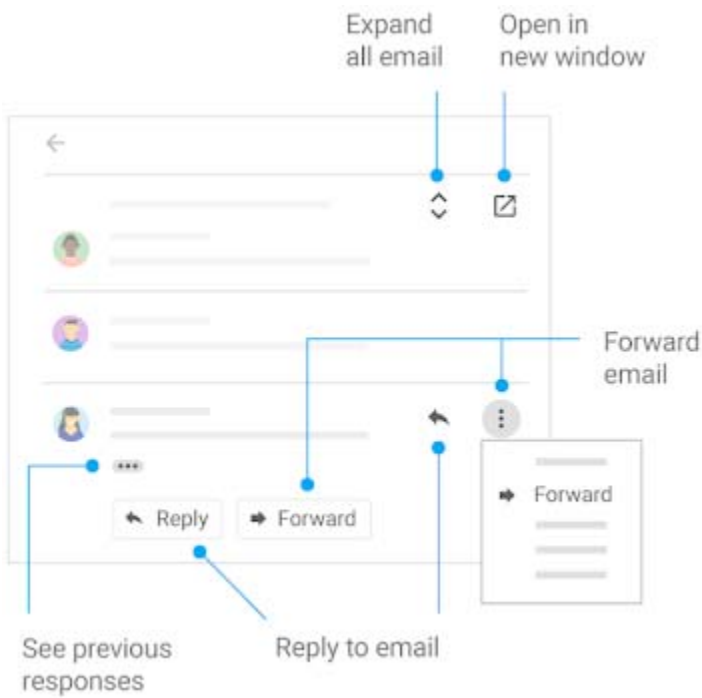 Expand
all email
Open in
new window
Forward
email
Forward
Reply
Forward
See previous
responses
Reply to email